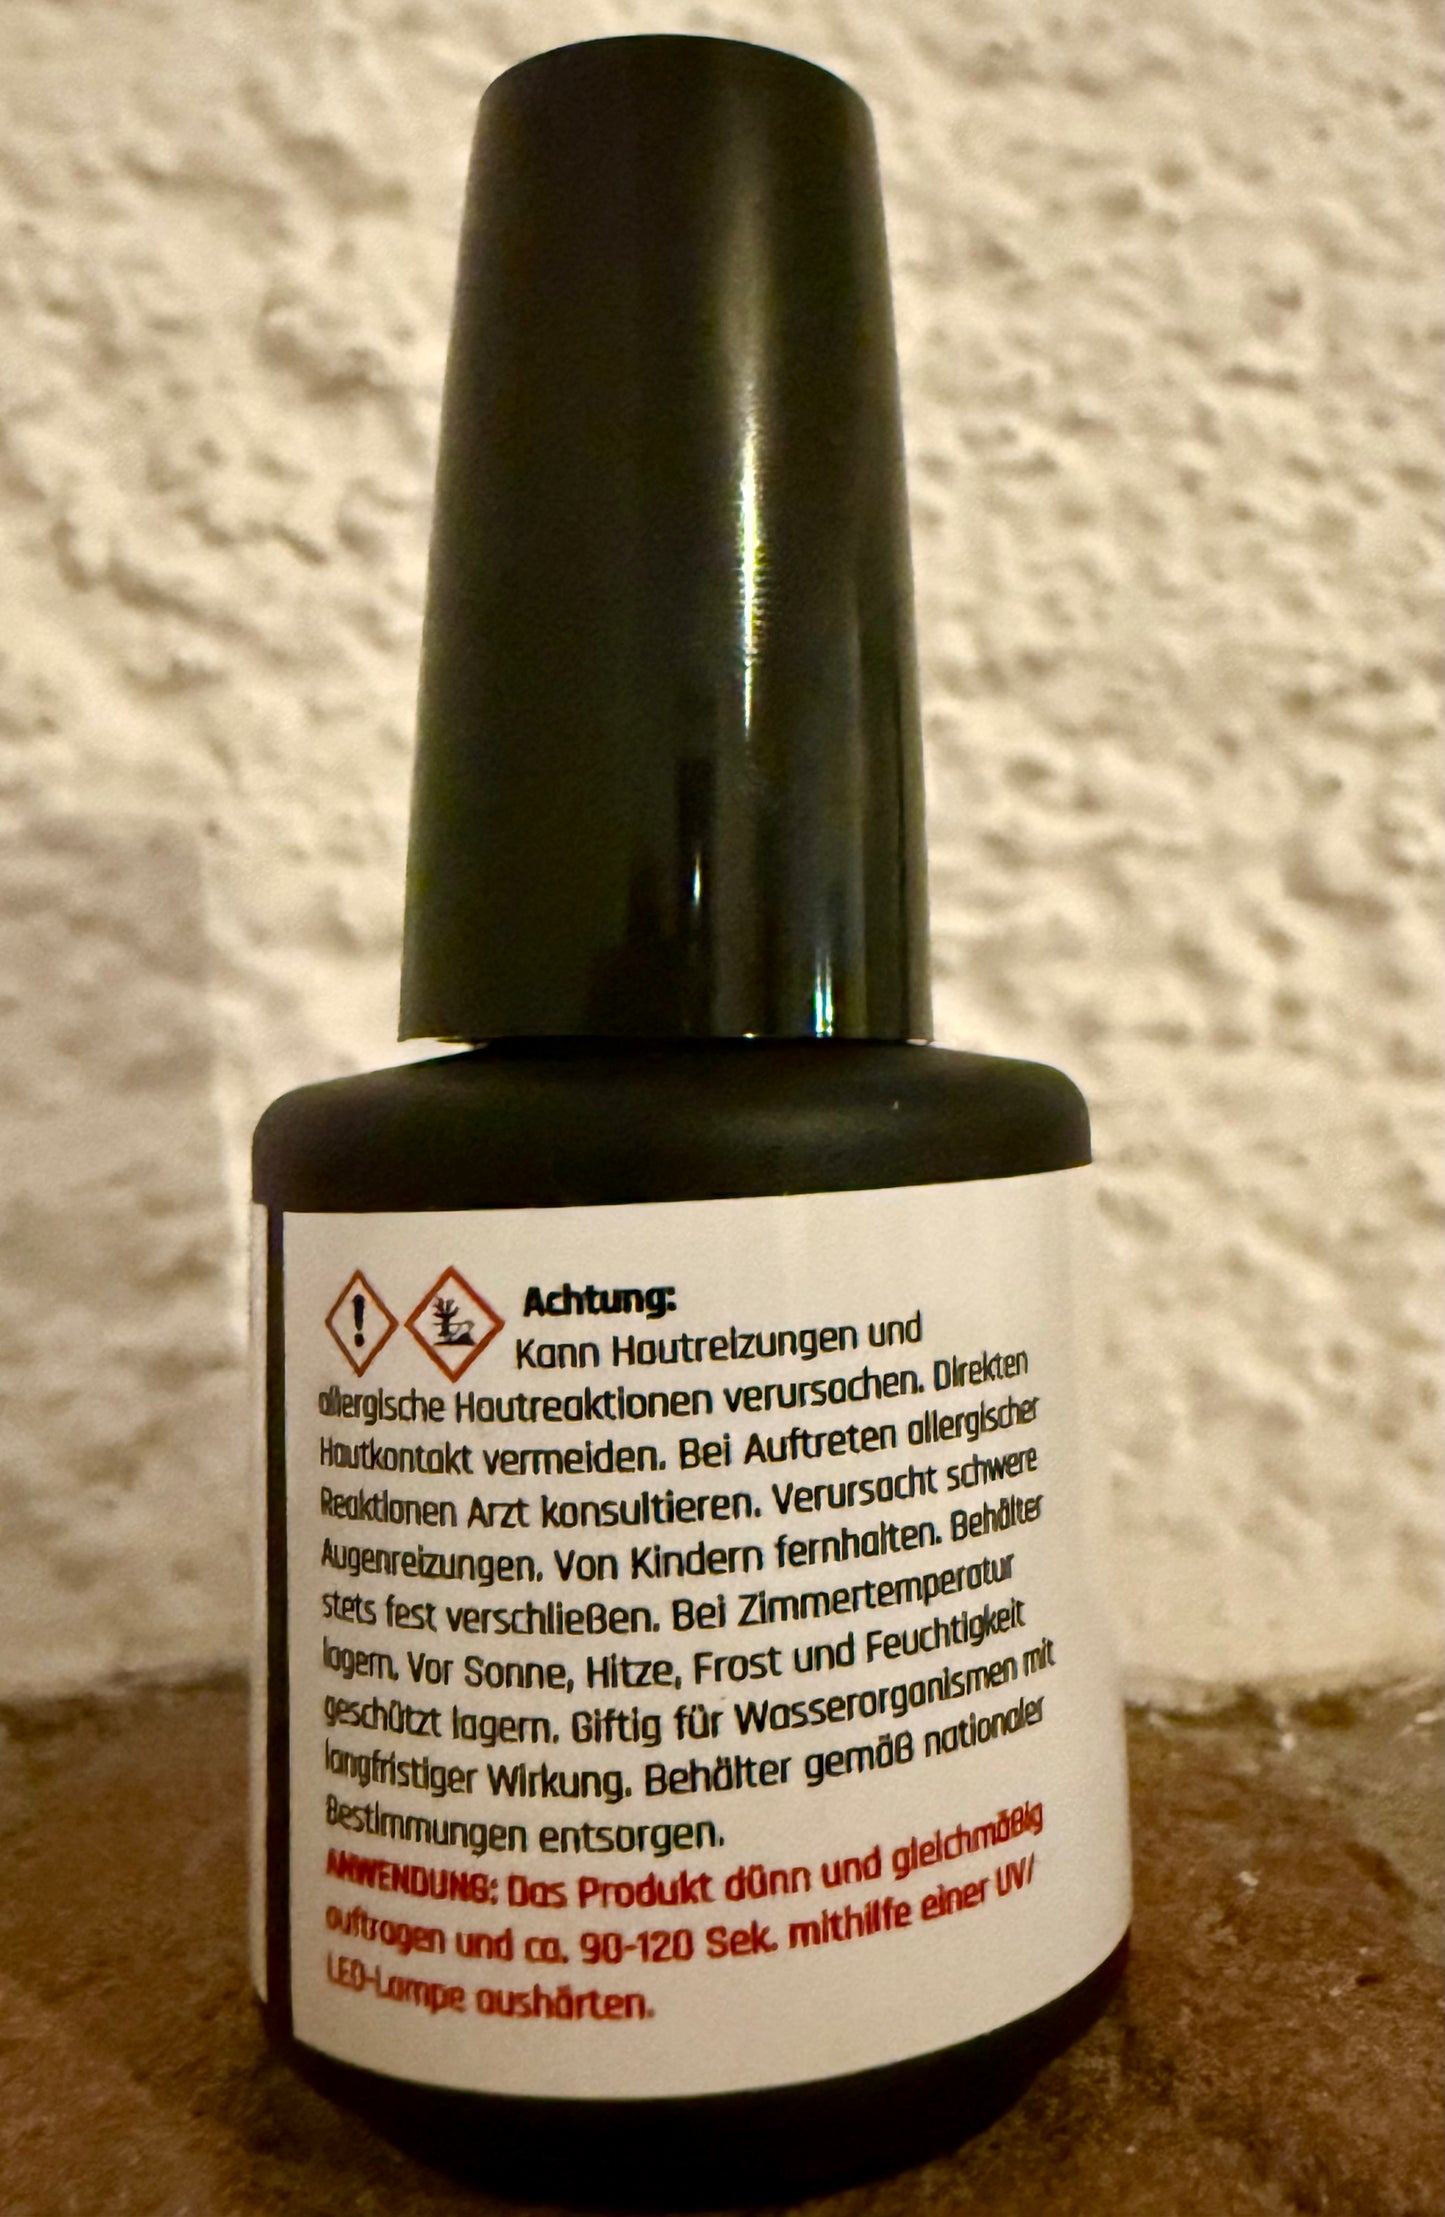 Achtung:
Kann Hautreizungen und
allergische Hautreaktionen verursachen. Direkten
Hautkontakt vermeiden. Bei Auftreten allergischer
Reaktionen Arzt konsultieren. Verursacht schwere
Augenreizungen. Von Kindern fernhalten. Behälter
stets fest verschließen. Bei Zimmertemperatur
lagern. Vor Sonne, Hitze, Frost und Feuchtigkeit
geschützt lagern. Giftig für Wasserorganismen mit
langfristiger Wirkung. Behälter gemäß nationaler
Bestimmungen entsorgen.
ANWENDUNG: Das Produkt dünn und gleichmäßig
auftragen und ca. 90-120 Sek. mithilfe einer UV/
LED-Lampe aushärten.